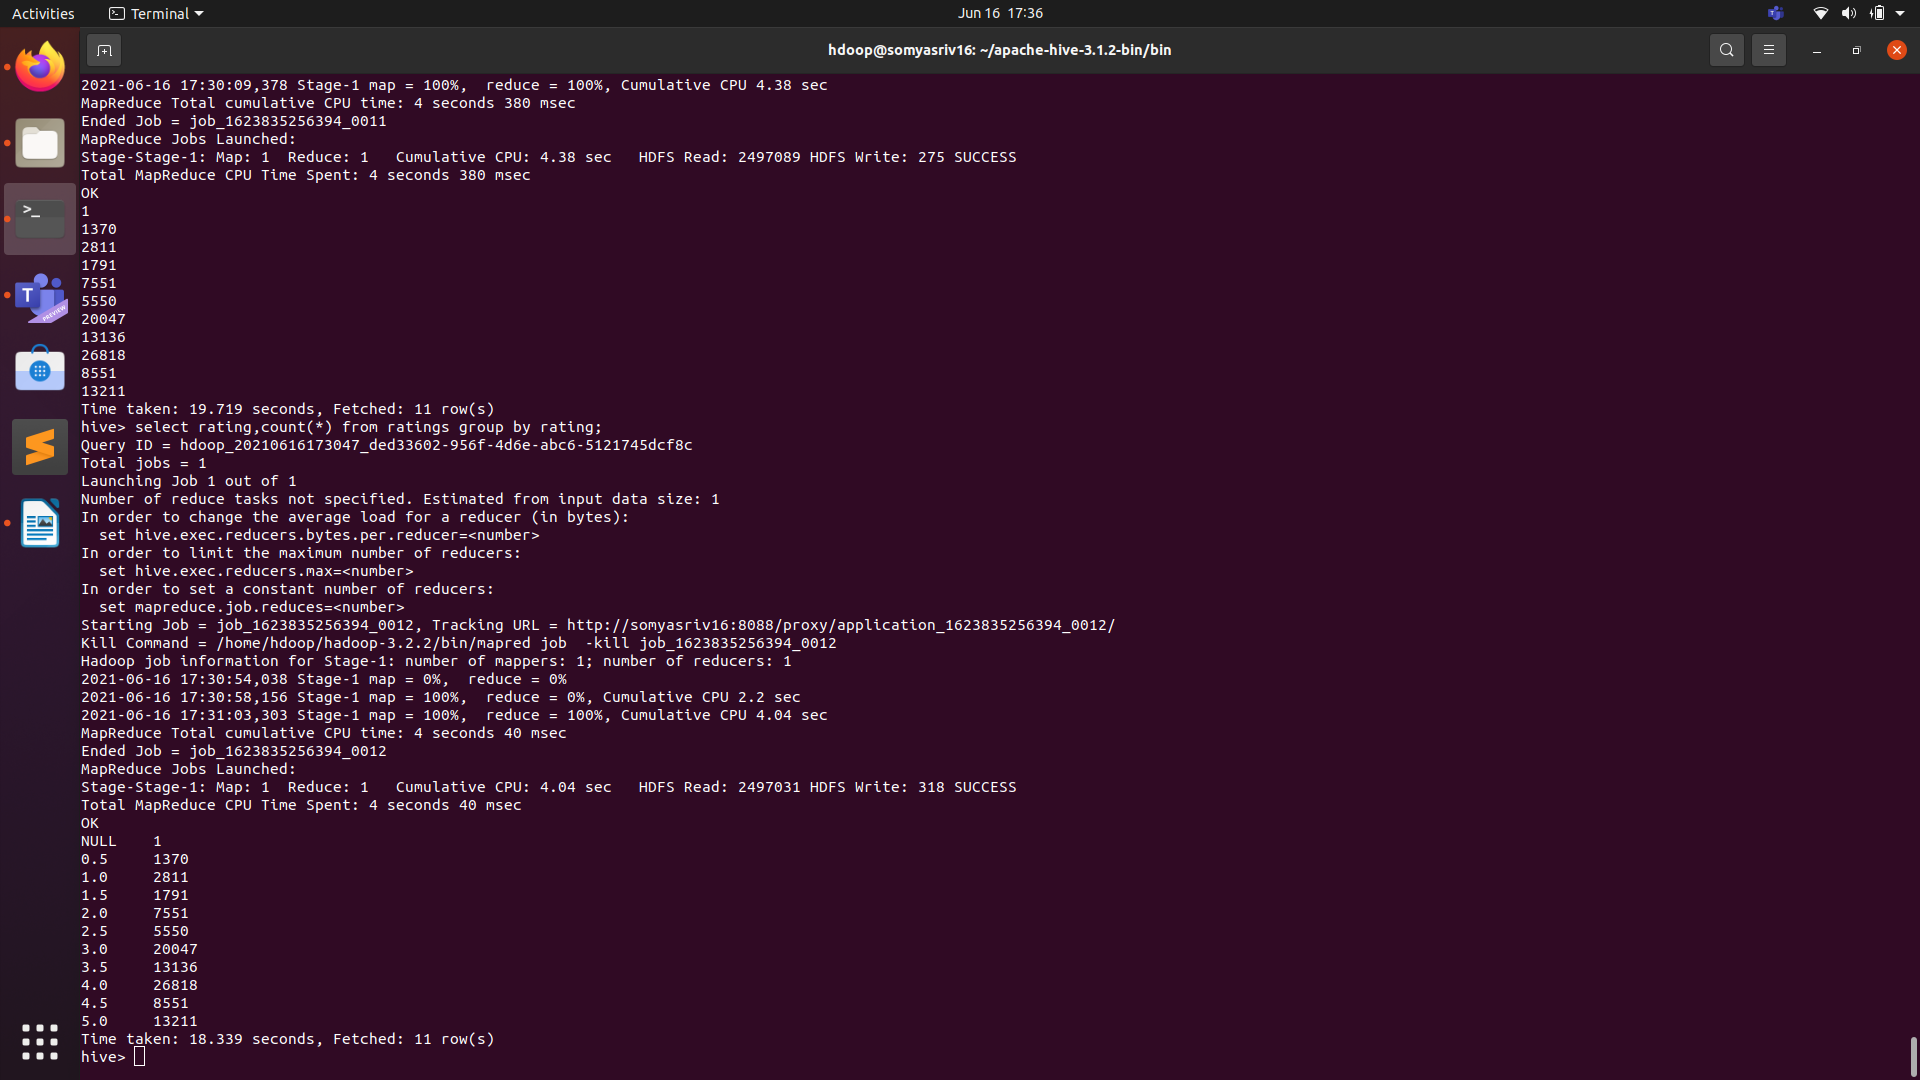 Activities
Terminal
Jun 16 17:36
hdoop@somyasriv16: ~/apache-hive-3.1.2-bin/bin
2021-06-16 17:30:09,378 Stage-1 map = 100%,  reduce = 100%, Cumulative CPU 4.38 sec
MapReduce Total cumulative CPU time: 4 seconds 380 msec
Ended Job = job_1623835256394_0011
MapReduce Jobs Launched:
Stage-Stage-1: Map: 1  Reduce: 1   Cumulative CPU: 4.38 sec   HDFS Read: 2497089 HDFS Write: 275 SUCCESS
Total MapReduce CPU Time Spent: 4 seconds 380 msec
OK
1
1370
2811
1791
7551
5550
20047
13136
26818
8551
13211
Time taken: 19.719 seconds, Fetched: 11 row(s)
hive> select rating,count(*) from ratings group by rating;
Query ID = hdoop_20210616173047_ded33602-956f-4d6e-abc6-5121745dcf8c
Total jobs = 1
Launching Job 1 out of 1
Number of reduce tasks not specified. Estimated from input data size: 1
In order to change the average load for a reducer (in bytes):
  set hive.exec.reducers.bytes.per.reducer=<number>
In order to limit the maximum number of reducers:
  set hive.exec.reducers.max=<number>
In order to set a constant number of reducers:
  set mapreduce.job.reduces=<number>
Starting Job = job_1623835256394_0012, Tracking URL = http://somyasriv16:8088/proxy/application_1623835256394_0012/
Kill Command = /home/hdoop/hadoop-3.2.2/bin/mapred job  -kill job_1623835256394_0012
Hadoop job information for Stage-1: number of mappers: 1; number of reducers: 1
2021-06-16 17:30:54,038 Stage-1 map = 0%,  reduce = 0%
2021-06-16 17:30:58,156 Stage-1 map = 100%,  reduce = 0%, Cumulative CPU 2.2 sec
2021-06-16 17:31:03,303 Stage-1 map = 100%,  reduce = 100%, Cumulative CPU 4.04 sec
MapReduce Total cumulative CPU time: 4 seconds 40 msec
Ended Job = job_1623835256394_0012
MapReduce Jobs Launched:
Stage-Stage-1: Map: 1  Reduce: 1   Cumulative CPU: 4.04 sec   HDFS Read: 2497031 HDFS Write: 318 SUCCESS
Total MapReduce CPU Time Spent: 4 seconds 40 msec
OK
NULL    1
0.5     1370
1.0     2811
1.5     1791
2.0     7551
2.5     5550
3.0     20047
3.5     13136
4.0     26818
4.5     8551
5.0     13211
Time taken: 18.339 seconds, Fetched: 11 row(s)
hive>
>_
T
PREVIEW